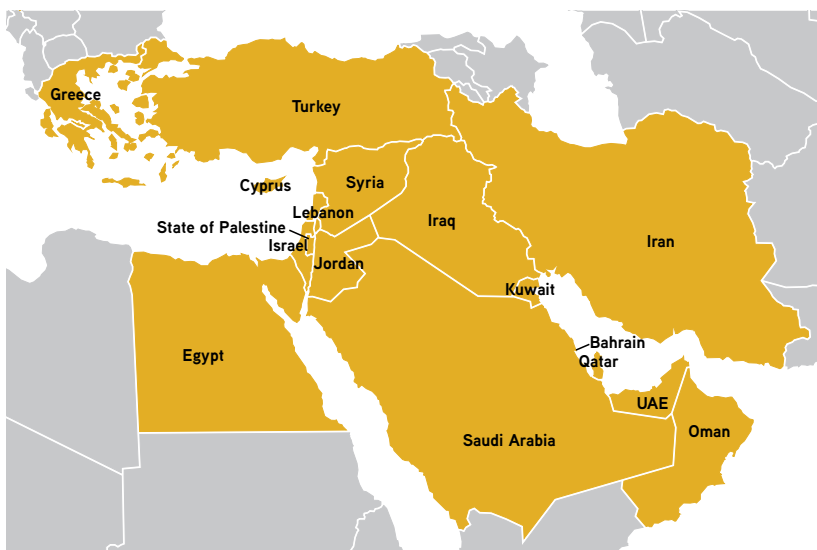 Greece
Turkey
Cyprus
Syria
Lebanon
State of Palestine
Israel
Iraq
Iran
Jordan
Kuwait
Bahrain
Qatar
Egypt
UAE
Oman
Saudi Arabia